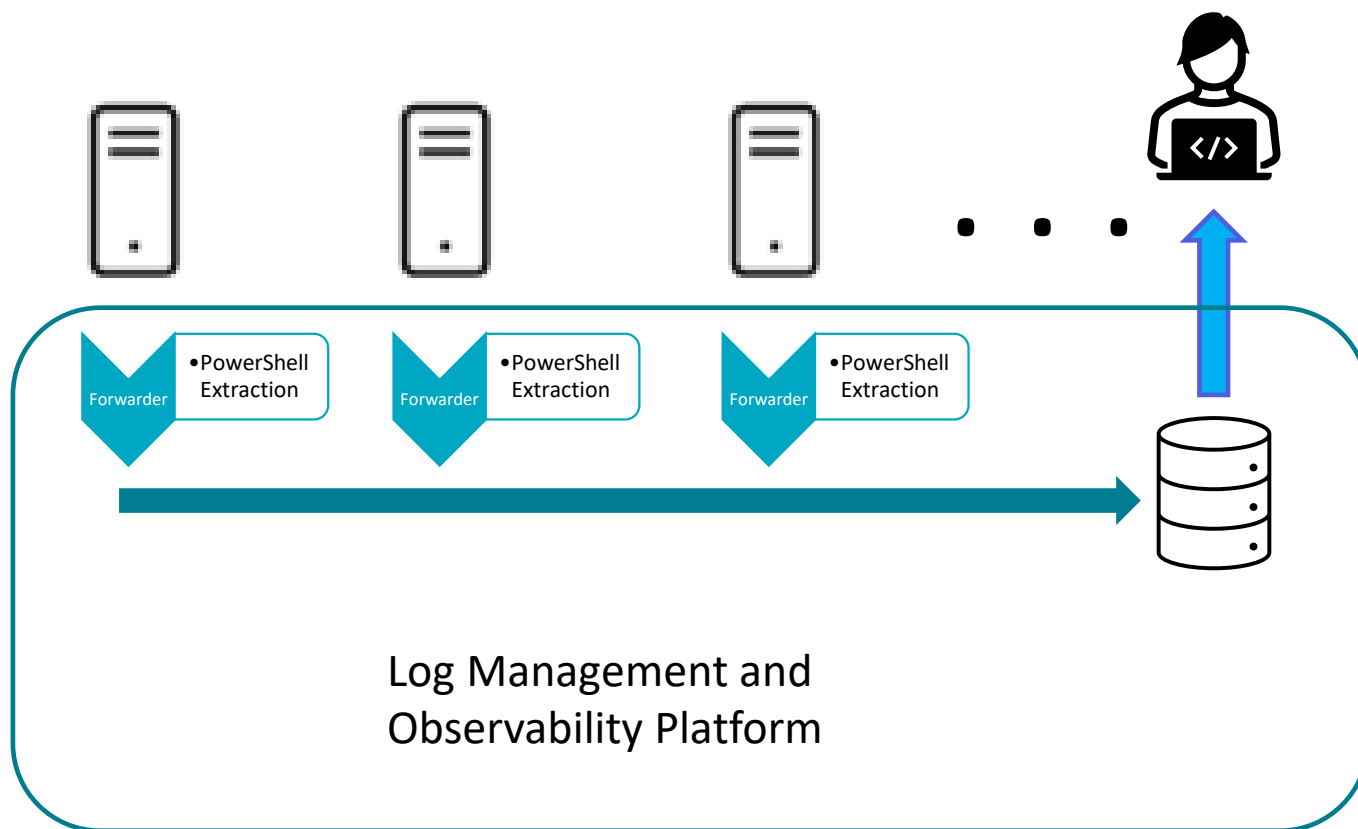 </>
Forwarder
•PowerShell
Extraction
Forwarder
•PowerShell
Extraction
Forwarder
•PowerShell
Extraction
Log Management and
Observability Platform